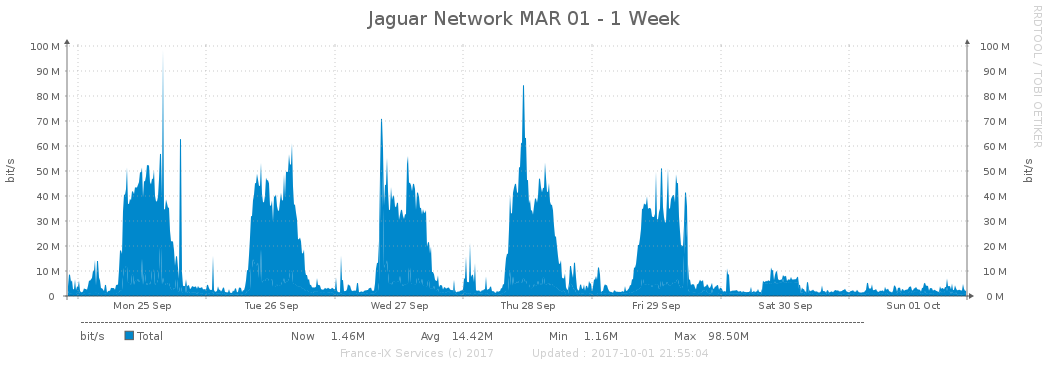 Jaguar Network MAR 01 - 1 Week
RRDTOOL / TOBI OETIKER
bit/s
bit/s
100 M 100 M
90 M 90 M
80 M 80 M
70 M 70 M
60 M 60 M
50 M 50 M
40 M 40 M
30 M 30 M
20 M 20 M
10 M 10 M
0 0 M
Mon 25 Sep Tue 26 Sep Wed 27 Sep Thu 28 Sep Fri 29 Sep Sat 30 Sep Sun 01 Oct
bit/s Total Now 1.46M Avg 14.42M Min 1.16M Max 98.50M
France-IX Services (c) 2017 Updated : 2017-10-01 21:55:04